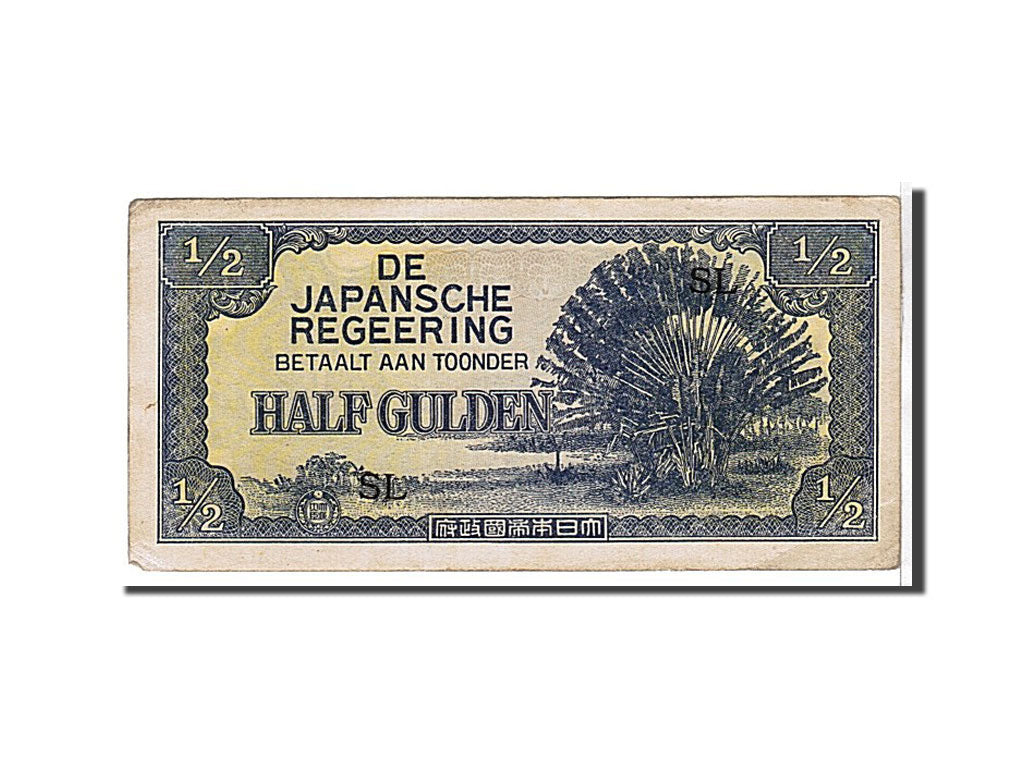 1/2
1/2
DE
JAPANSCHE
REGEERING
BETAALT AAN TOONDER
HALF GULDEN
SL
SL
1/2
1/2
府政國帝本日大